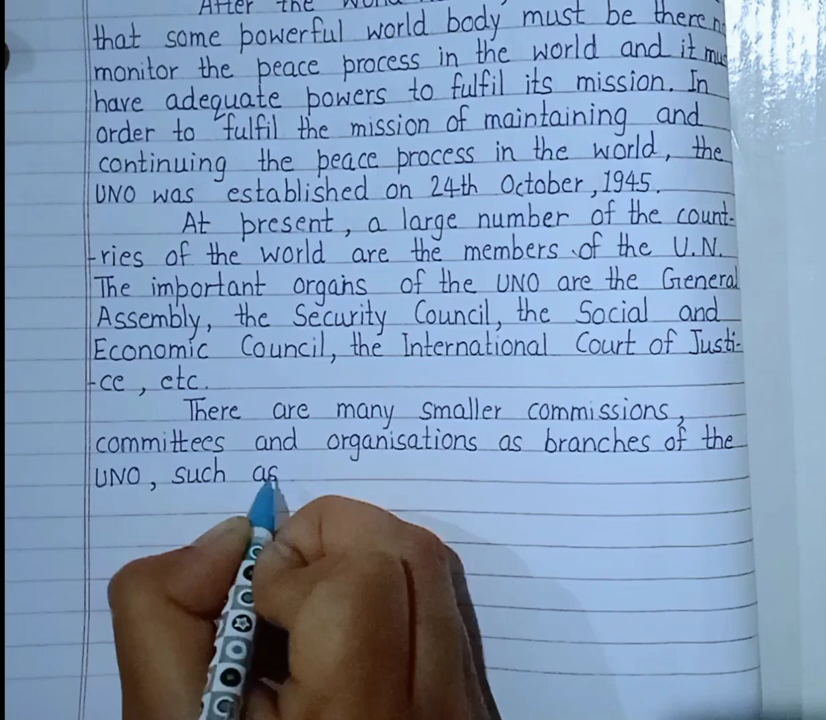 After the World
that some powerful world body must be there
monitor the peace process in the world and it
have adequate powers to fulfil its mission. In
order to fulfil the mission of maintaining and
continuing the peace process in the world, the
UNO was established on 24th October, 1945.
At present, a large number of the count-
-ries of the world are the members of the U.N.
The important organs of the UNO are the General
Assembly, the Security Council, the Social and
Economic Council, the International Court of Justi-
-ce, etc.
There are many smaller commissions,
committees and organisations as branches of the
UNO, such as